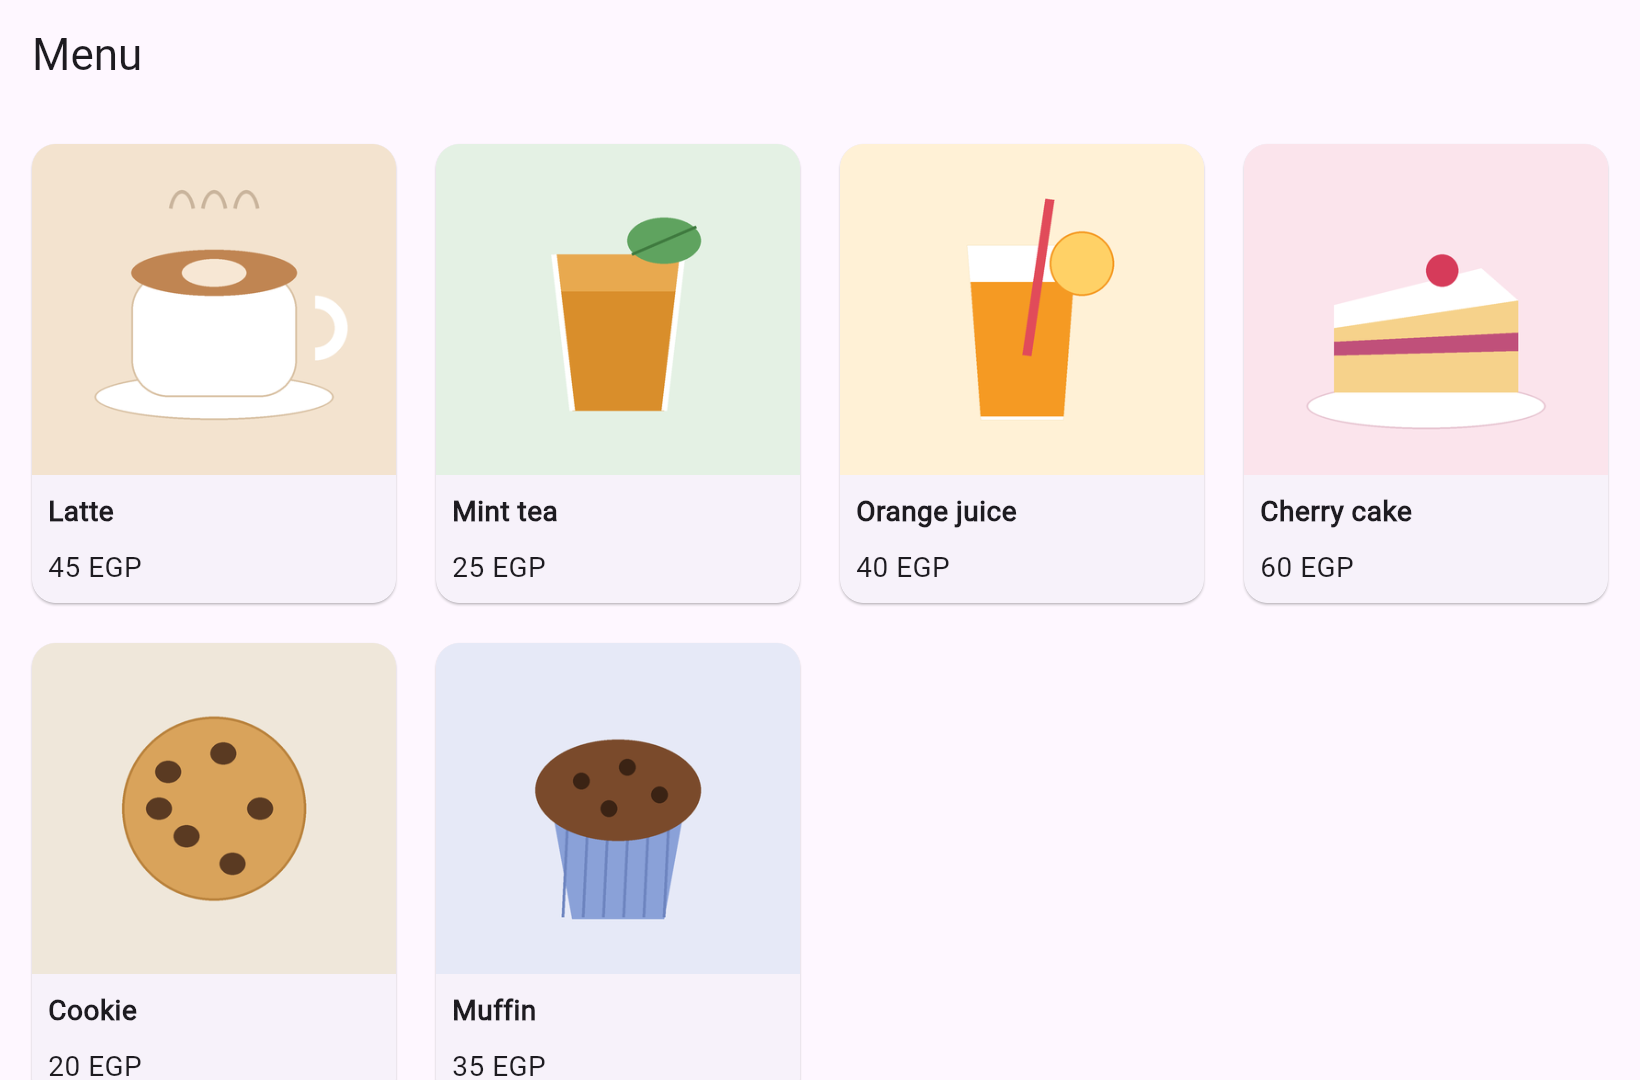 Menu
Latte
45 EGP
Mint tea
25 EGP
Orange juice
40 EGP
Cherry cake
60 EGP
Cookie
20 EGP
Muffin
35 EGP